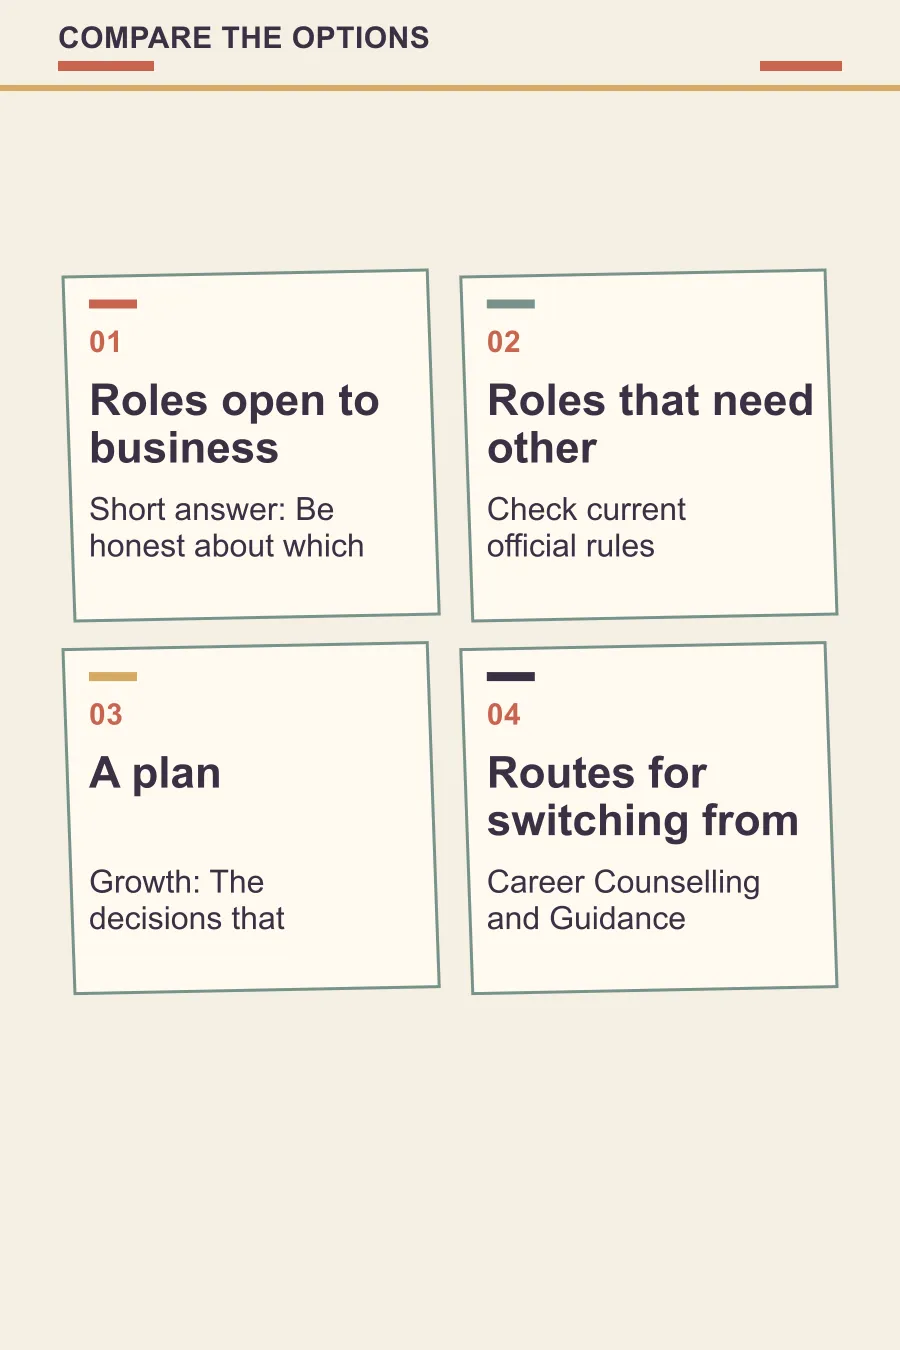 COMPARE THE OPTIONS
01
Roles open to
business
Short answer: Be
honest about which
02
Roles that need
other
Check current
official rules
03
A plan
Growth: The
decisions that
04
Routes for
switching from
Career Counselling
and Guidance